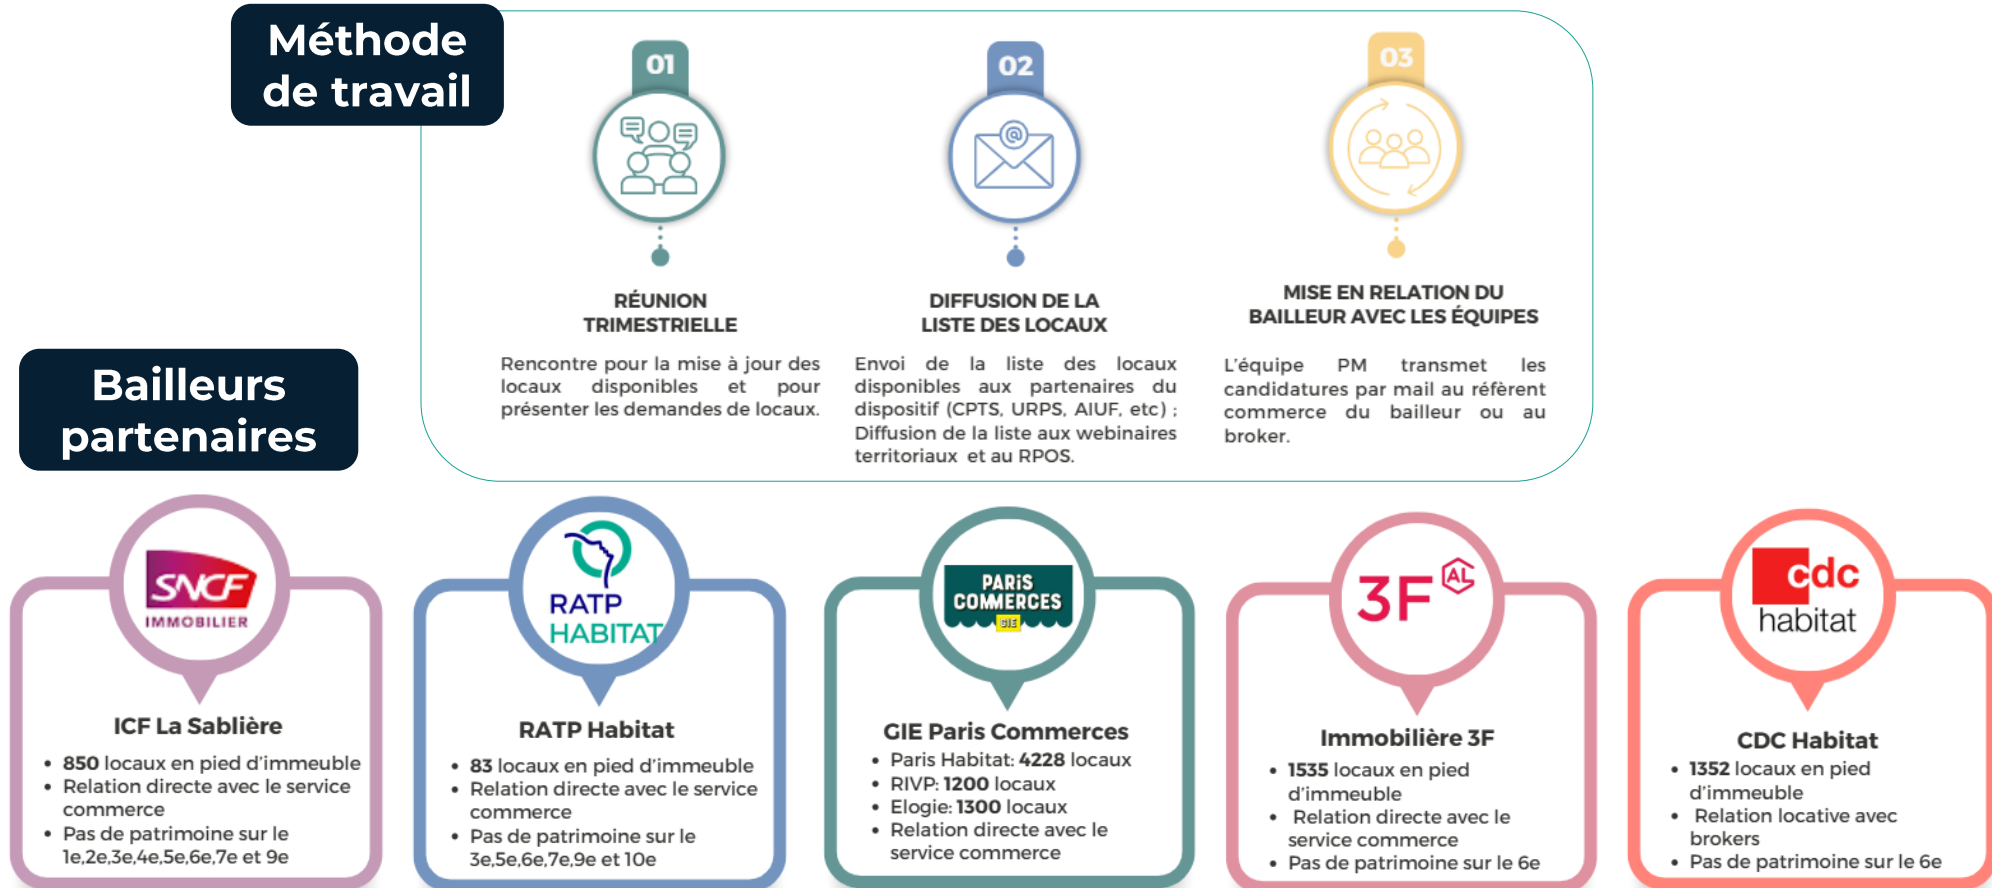 Méthode
de travail
01
RÉUNION
TRIMESTRIELLE
Rencontre pour la mise à jour des
locaux disponibles et pour
présenter les demandes de locaux.
02
@
DIFFUSION DE LA
LISTE DES LOCAUX
Envoi de la liste des locaux
disponibles aux partenaires du
dispositif (CPTS, URPS, AIUF, etc) ;
Diffusion de la liste aux webinaires
territoriaux et au RPOS.
03
MISE EN RELATION DU
BAILLEUR AVEC LES ÉQUIPES
L'équipe PM transmet les
candidatures par mail au réfèrent
commerce du bailleur ou au
broker.
Bailleurs
partenaires
SNCF
IMMOBILIER
ICF La Sablière
• 850 locaux en pied d'immeuble
• Relation directe avec le service
commerce
• Pas de patrimoine sur le
1e,2e,3e,4e,5e,6e,7e et 9e
RATP
HABITAT
RATP Habitat
• 83 locaux en pied d'immeuble
• Relation directe avec le service
commerce
• Pas de patrimoine sur le
3e,5e,6e,7e,9e et 10e
PARiS
COMMERCES
GIE
GIE Paris Commerces
• Paris Habitat: 4228 locaux
• RIVP: 1200 locaux
• Elogie: 1300 locaux
• Relation directe avec le
service commerce
3F AL
Immobilière 3F
• 1535 locaux en pied
d'immeuble
• Relation directe avec le
service commerce
• Pas de patrimoine sur le 6e
cdc
habitat
CDC Habitat
• 1352 locaux en pied
d'immeuble
• Relation locative avec
brokers
• Pas de patrimoine sur le 6e